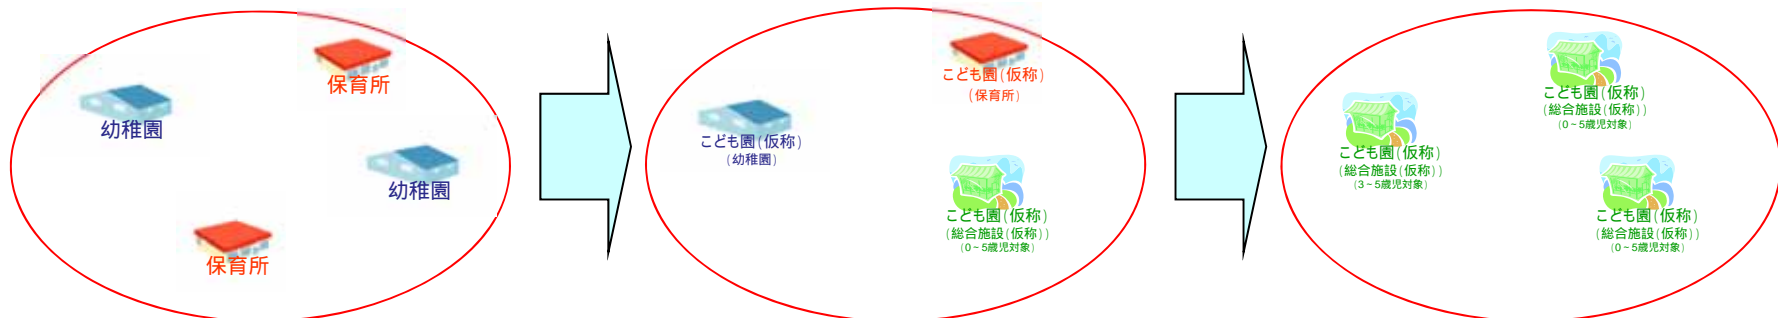 保育所
幼稚園
幼稚園
保育所
こども園(仮称)
(保育所)
こども園(仮称)
(幼稚園)
こども園(仮称)
(総合施設(仮称))
(0~5歳児対象)
こども園(仮称)
(総合施設(仮称))
(0~5歳児対象)
こども園(仮称)
(総合施設(仮称))
(3~5歳児対象)
こども園(仮称)
(総合施設(仮称))
(0~5歳児対象)